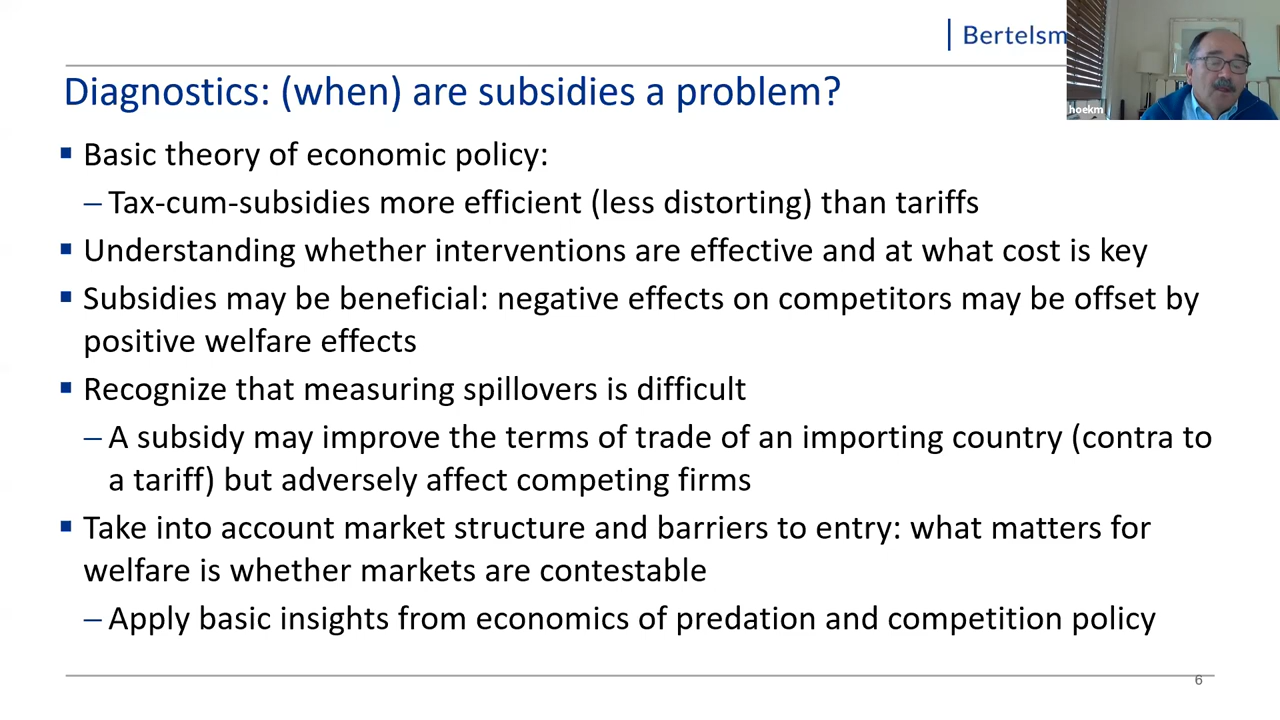 Bertelsm
hoekm
Diagnostics: (when) are subsidies a problem?
▪ Basic theory of economic policy:
– Tax-cum-subsidies more efficient (less distorting) than tariffs
▪ Understanding whether interventions are effective and at what cost is key
▪ Subsidies may be beneficial: negative effects on competitors may be offset by
positive welfare effects
▪ Recognize that measuring spillovers is difficult
– A subsidy may improve the terms of trade of an importing country (contra to
a tariff) but adversely affect competing firms
▪ Take into account market structure and barriers to entry: what matters for
welfare is whether markets are contestable
– Apply basic insights from economics of predation and competition policy
6